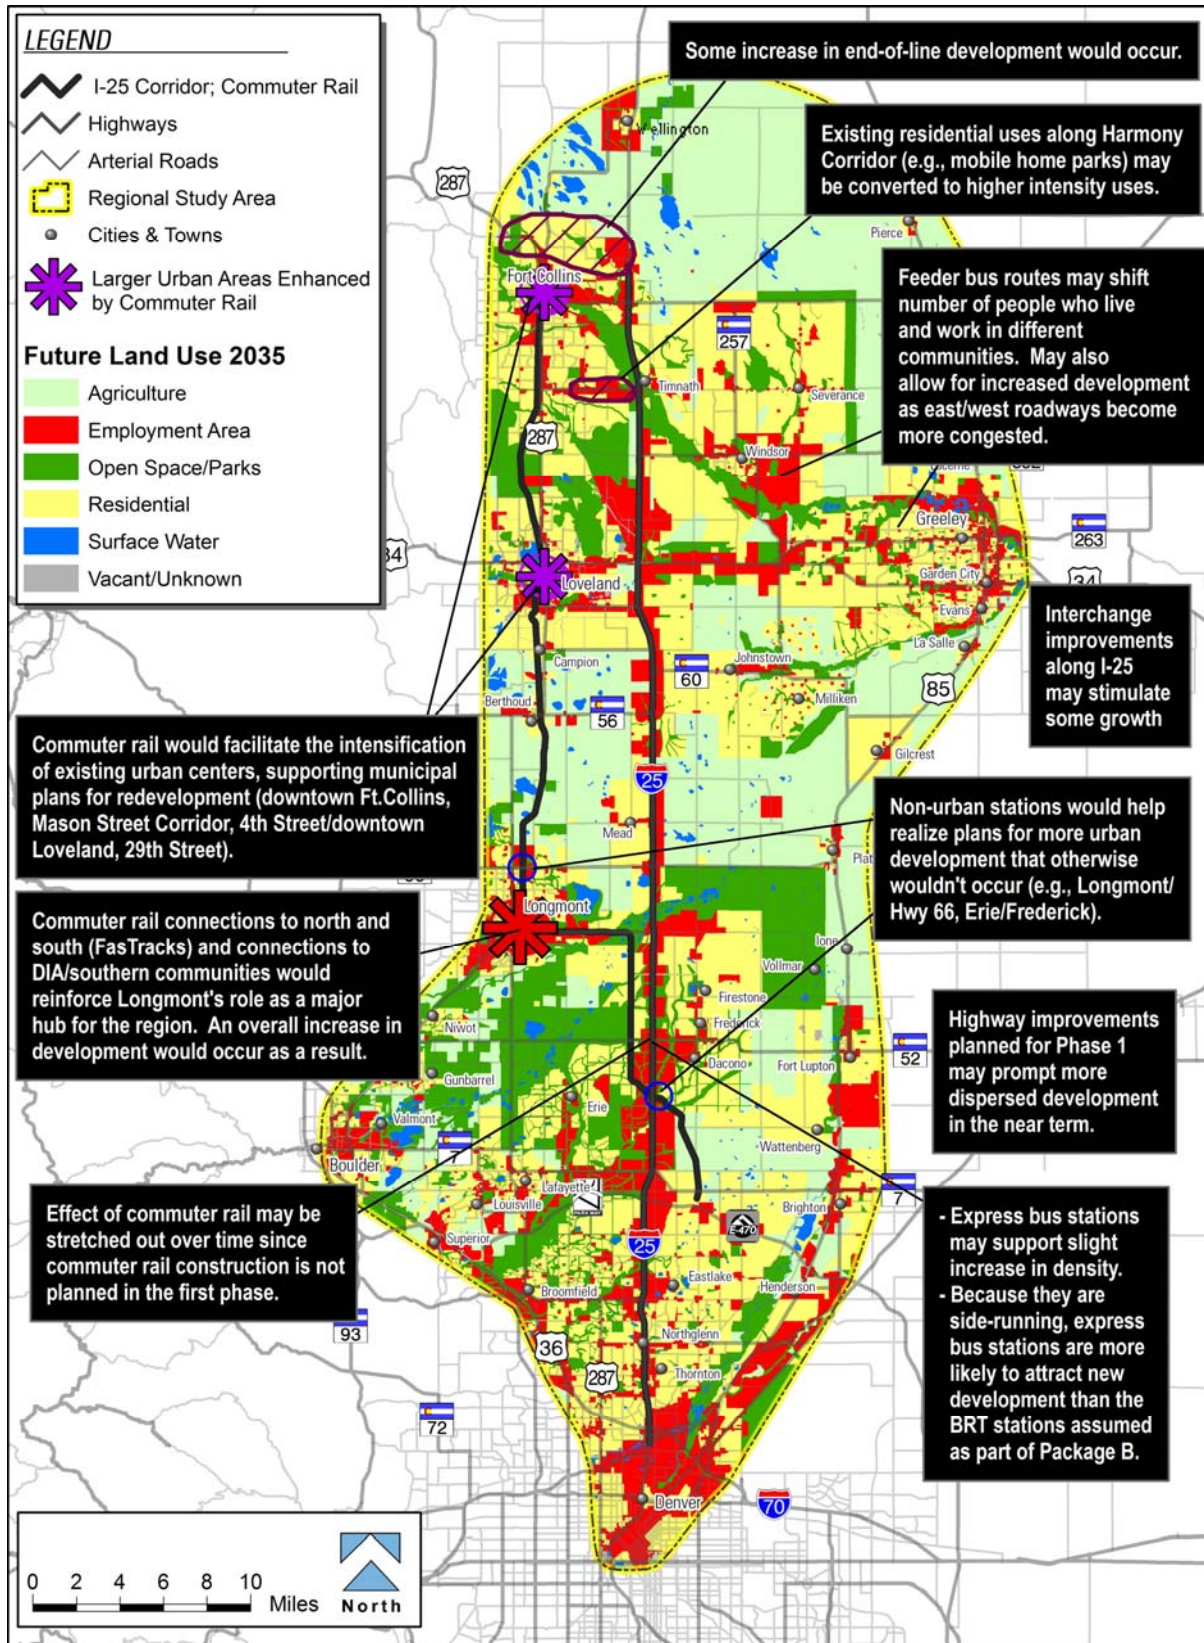 LEGEND
I-25 Corridor; Commuter Rail
Highways
Arterial Roads
Regional Study Area
Cities & Towns
Larger Urban Areas Enhanced
by Commuter Rail
Future Land Use 2035
Agriculture
Employment Area
Open Space/Parks
Residential
Surface Water
Vacant/Unknown
Some increase in end-of-line development would occur.
Existing residential uses along Harmony
Corridor (e.g., mobile home parks) may
be converted to higher intensity uses.
Feeder bus routes may shift
number of people who live
and work in different
communities. May also
allow for increased development
as east/west roadways become
more congested.
Interchange
improvements
along I-25
may stimulate
some growth
Commuter rail would facilitate the intensification
of existing urban centers, supporting municipal
plans for redevelopment (downtown Ft.Collins,
Mason Street Corridor, 4th Street/downtown
Loveland, 29th Street).
Non-urban stations would help
realize plans for more urban
development that otherwise
wouldn't occur (e.g., Longmont/
Hwy 66, Erie/Frederick).
Commuter rail connections to north and
south (FasTracks) and connections to
DIA/southern communities would
reinforce Longmont's role as a major
hub for the region. An overall increase in
development would occur as a result.
Highway improvements
planned for Phase 1
may prompt more
dispersed development
in the near term.
Effect of commuter rail may be
stretched out over time since
commuter rail construction is not
planned in the first phase.
- Express bus stations
may support slight
increase in density.
- Because they are
side-running, express
bus stations are more
likely to attract new
development than the
BRT stations assumed
as part of Package B.
Wellington
287
Pierce
Fort Collins
257
Timnath
Severance
287
Windsor
Greeley
263
34
Loveland
Garden City
34
Evans
La Salle
Campion
60
Johnstown
Milliken
85
Berthoud
56
Gilcrest
25
Mead
Longmont
Ione
Vollmar
Firestone
Niwot
Frederick
52
Dacono
Fort Lupton
Gunbarrel
Erie
Valmont
Wattenberg
7
Boulder
Lafayette
7
Louisville
Brighton
E-470
Superior
25
Eastlake
Henderson
Broomfield
93
Northglenn
36
287
Thornton
72
Denver
70
0 2 4 6 8 10
Miles
North